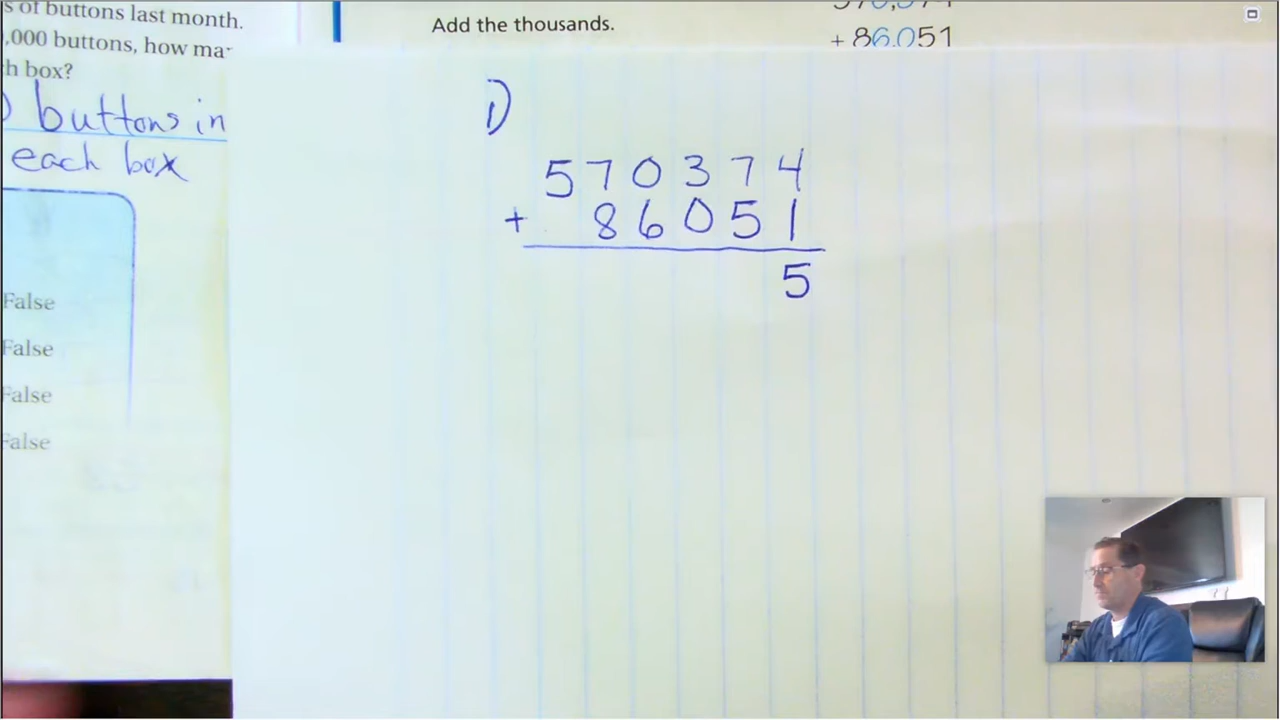 s of buttons last month.
,000 buttons, how ma
h box?
buttons in
each box
False
False
False
False
Add the thousands.
+ 86,051
1)
570374
+ 86051
5